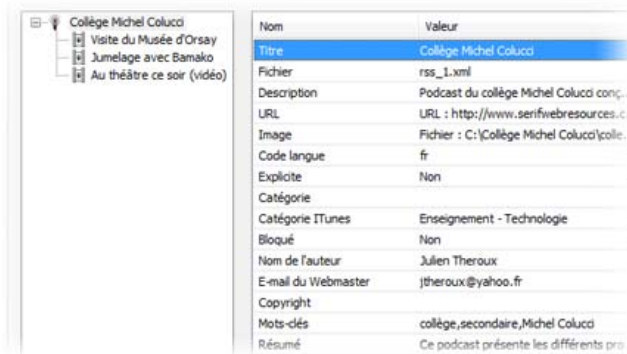 Collège Michel Colucci
Visite du Musée d'Orsay
Jumelage avec Bamako
Au théâtre ce soir (vidéo)
Nom Valeur
Titre Collège Michel Colucci
Fichier rss_1.xml
Description Podcast du collège Michel Colucci conç...
URL URL : http://www.serifwebresources.c...
Image Fichier : C:\Collège Michel Colucci\colle...
Code langue fr
Explicite Non
Catégorie
Catégorie ITunes Enseignement - Technologie
Bloqué Non
Nom de l'auteur Julien Theroux
E-mail du Webmaster jtheroux@yahoo.fr
Copyright
Mots-clés collège,secondaire,Michel Colucci
Résumé Ce podcast présente les différents pro